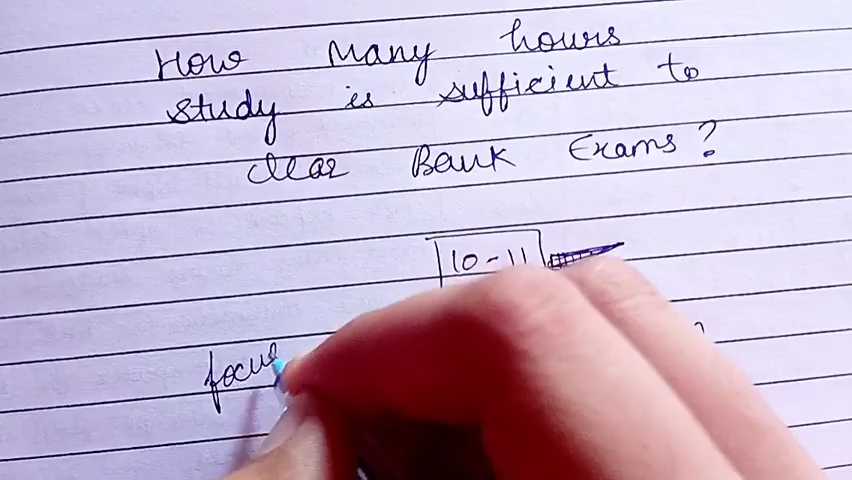 How Many hours
study is sufficient to
clear Bank Exams?
10-11
focus